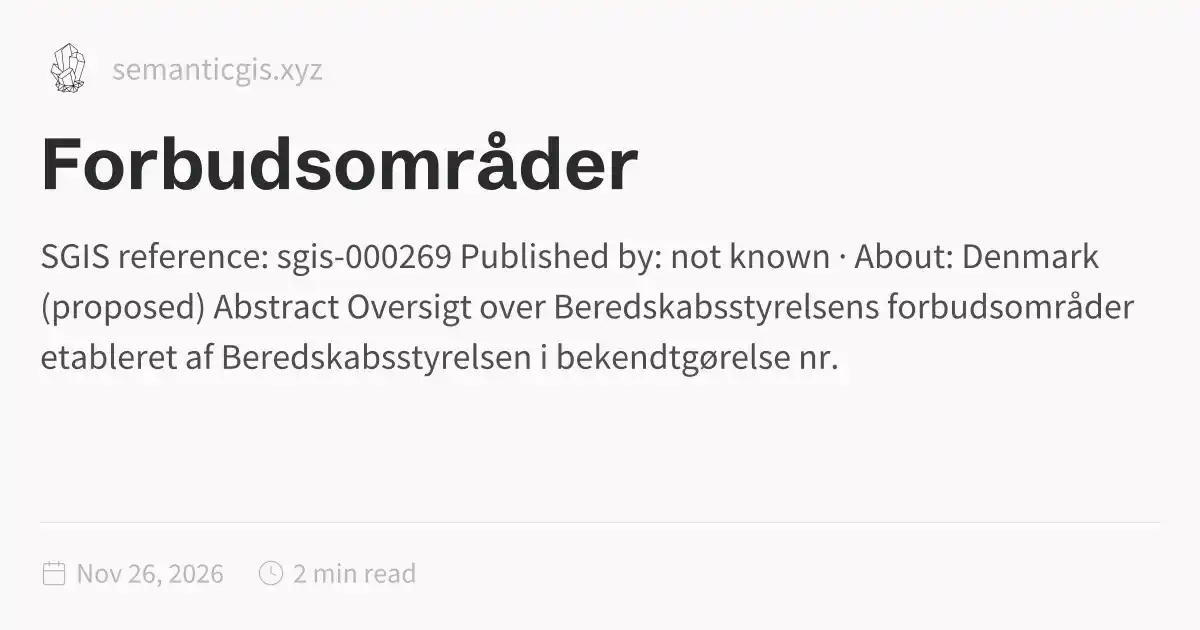 semanticgis.xyz
Forbudsområder
SGIS reference: sgis-000269 Published by: not known · About: Denmark
(proposed) Abstract Oversigt over Beredskabsstyrelsens forbudsområder
etableret af Beredskabsstyrelsen i bekendtgørelse nr.
Nov 26, 2026 2 min read